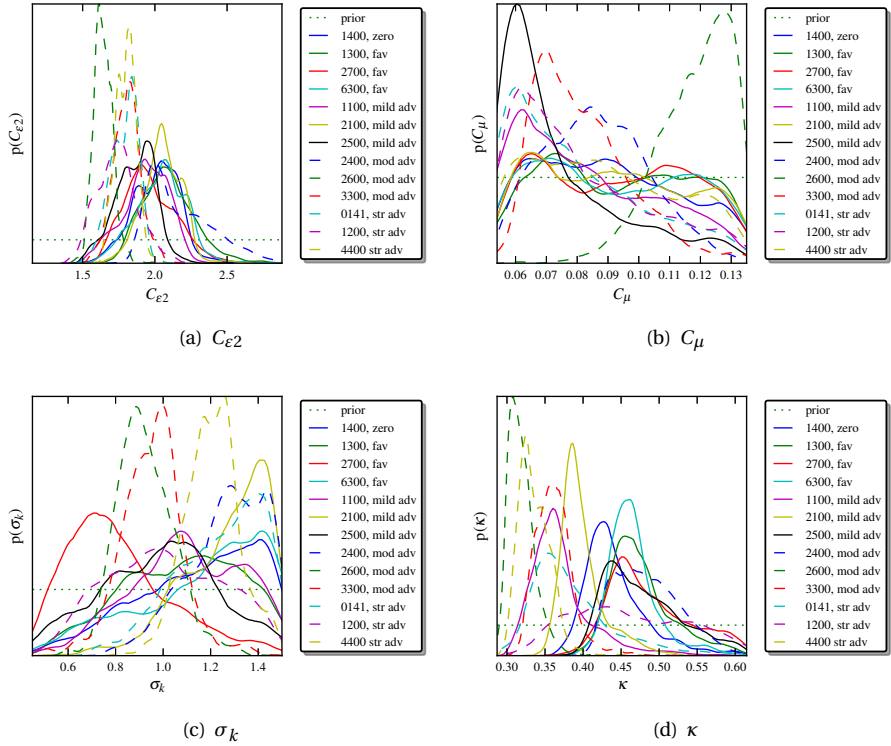 p(C_ε2)
1.5 2.0 2.5
C_ε2
prior
1400, zero
1300, fav
2700, fav
6300, fav
1100, mild adv
2100, mild adv
2500, mild adv
2400, mod adv
2600, mod adv
3300, mod adv
0141, str adv
1200, str adv
4400 str adv
(a) C_ε2
p(C_μ)
0.06 0.07 0.08 0.09 0.10 0.11 0.12 0.13
C_μ
prior
1400, zero
1300, fav
2700, fav
6300, fav
1100, mild adv
2100, mild adv
2500, mild adv
2400, mod adv
2600, mod adv
3300, mod adv
0141, str adv
1200, str adv
4400 str adv
(b) C_μ
p(σ_k)
0.6 0.8 1.0 1.2 1.4
σ_k
prior
1400, zero
1300, fav
2700, fav
6300, fav
1100, mild adv
2100, mild adv
2500, mild adv
2400, mod adv
2600, mod adv
3300, mod adv
0141, str adv
1200, str adv
4400 str adv
(c) σ_k
p(κ)
0.30 0.35 0.40 0.45 0.50 0.55 0.60
κ
prior
1400, zero
1300, fav
2700, fav
6300, fav
1100, mild adv
2100, mild adv
2500, mild adv
2400, mod adv
2600, mod adv
3300, mod adv
0141, str adv
1200, str adv
4400 str adv
(d) κ